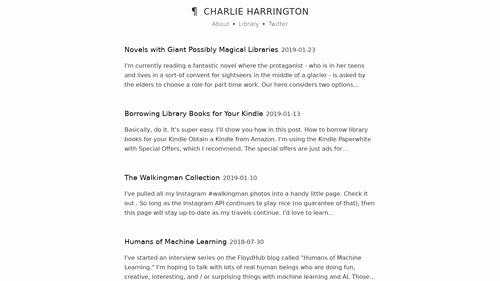 ¶ CHARLIE HARRINGTON
About • Library • Twitter
Novels with Giant Possibly Magical Libraries 2019-01-23
I'm currently reading a fantastic novel where the protaganist - who is in her teens
and lives in a sort-of convent for sightseers in the middle of a glacier - is asked by
the elders to choose a role for part-time work. Our hero considers two options...
Borrowing Library Books for Your Kindle 2019-01-13
Basically, do it. It's super easy. I'll show you how in this post. How to borrow library
books for your Kindle Obtain a Kindle from Amazon. I'm using the Kindle Paperwhite
with Special Offers, which I recommend. The special offers are just ads for...
The Walkingman Collection 2019-01-10
I've pulled all my Instagram #walkingman photos into a handy little page. Check it
out . So long as the Instagram API continues to play nice (no guarantee of that), then
this page will stay up-to-date as my travels continue. I'd love to learn...
Humans of Machine Learning 2018-07-30
I've started an interview series on the FloydHub blog called "Humans of Machine
Learning." I'm hoping to talk with lots of real human beings who are doing fun,
creative, interesting, and / or surprising things with machine learning and AI. Those...